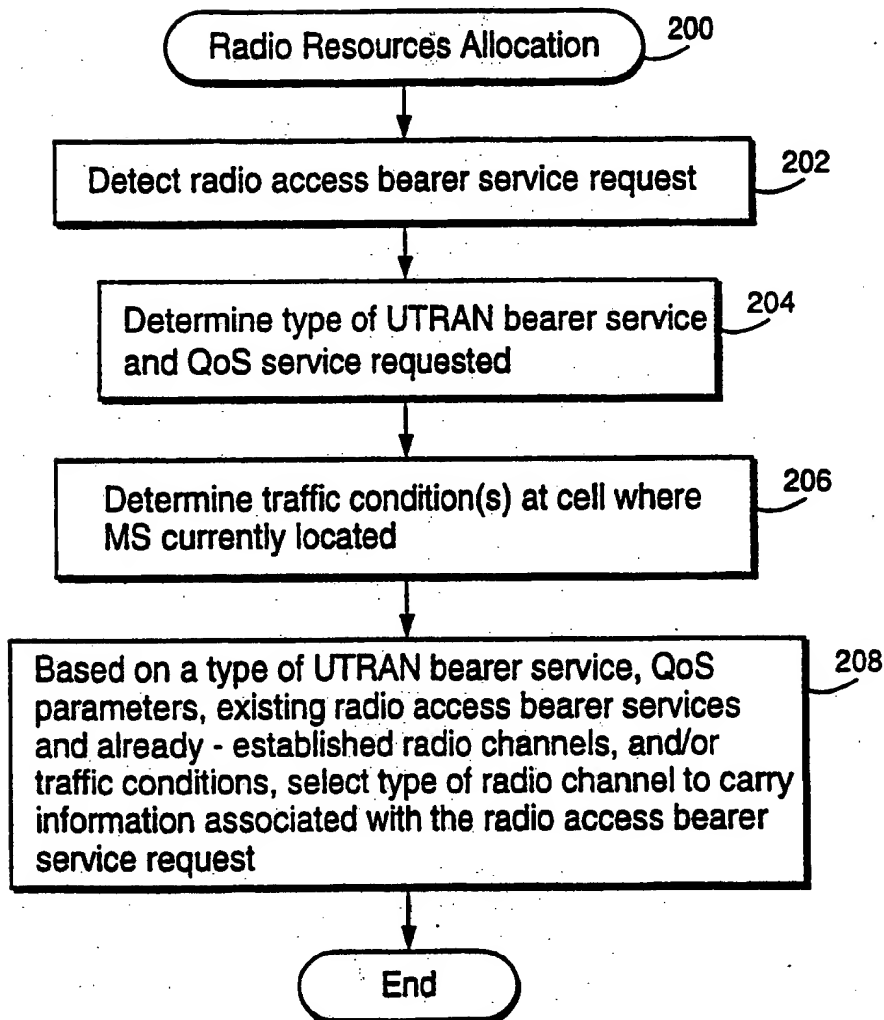 Radio Resources Allocation
200
Detect radio access bearer service request
202
Determine type of UTRAN bearer service
and QoS service requested
204
Determine traffic condition(s) at cell where
MS currently located
206
Based on a type of UTRAN bearer service, QoS
parameters, existing radio access bearer services
and already - established radio channels, and/or
traffic conditions, select type of radio channel to carry
information associated with the radio access bearer
service request
208
End